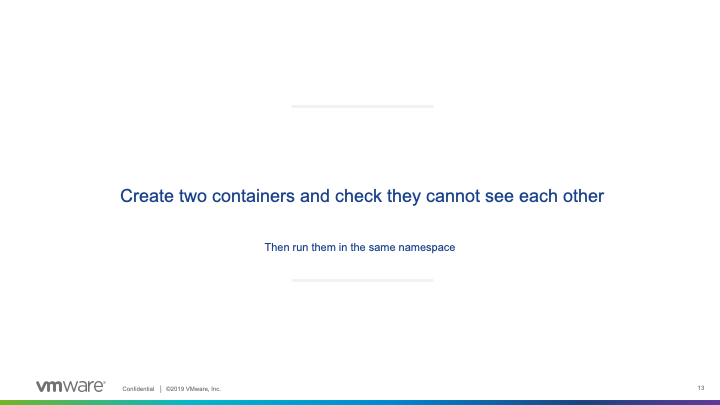 Create two containers and check they cannot see each other
Then run them in the same namespace
vmware®
Confidential │ ©2019 VMware, Inc.
13